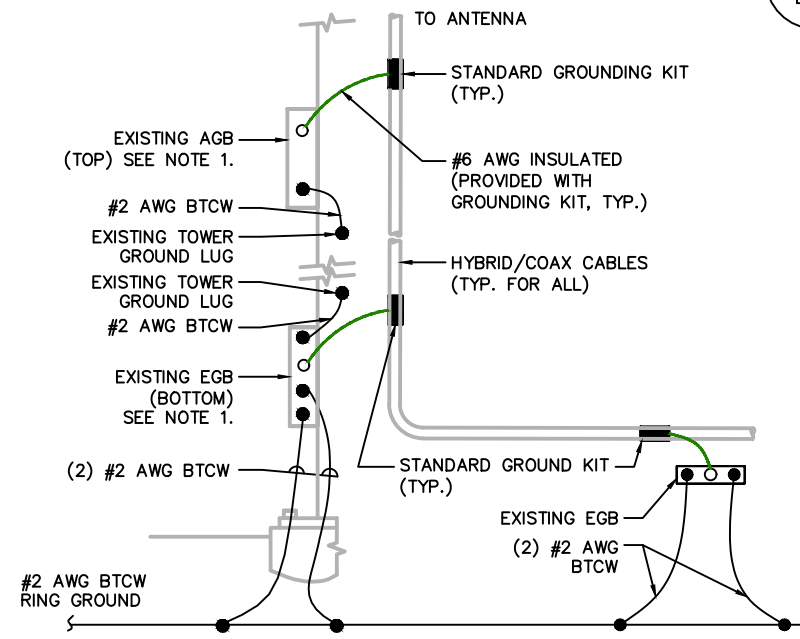 TO ANTENNA
STANDARD GROUNDING KIT
(TYP.)
EXISTING AGB
(TOP) SEE NOTE 1.
#6 AWG INSULATED
(PROVIDED WITH
GROUNDING KIT, TYP.)
#2 AWG BTCW
EXISTING TOWER
GROUND LUG
HYBRID/COAX CABLES
(TYP. FOR ALL)
EXISTING TOWER
GROUND LUG
#2 AWG BTCW
EXISTING EGB
(BOTTOM)
SEE NOTE 1.
(2) #2 AWG BTCW
STANDARD GROUND KIT
(TYP.)
EXISTING EGB
(2) #2 AWG
BTCW
#2 AWG BTCW
RING GROUND